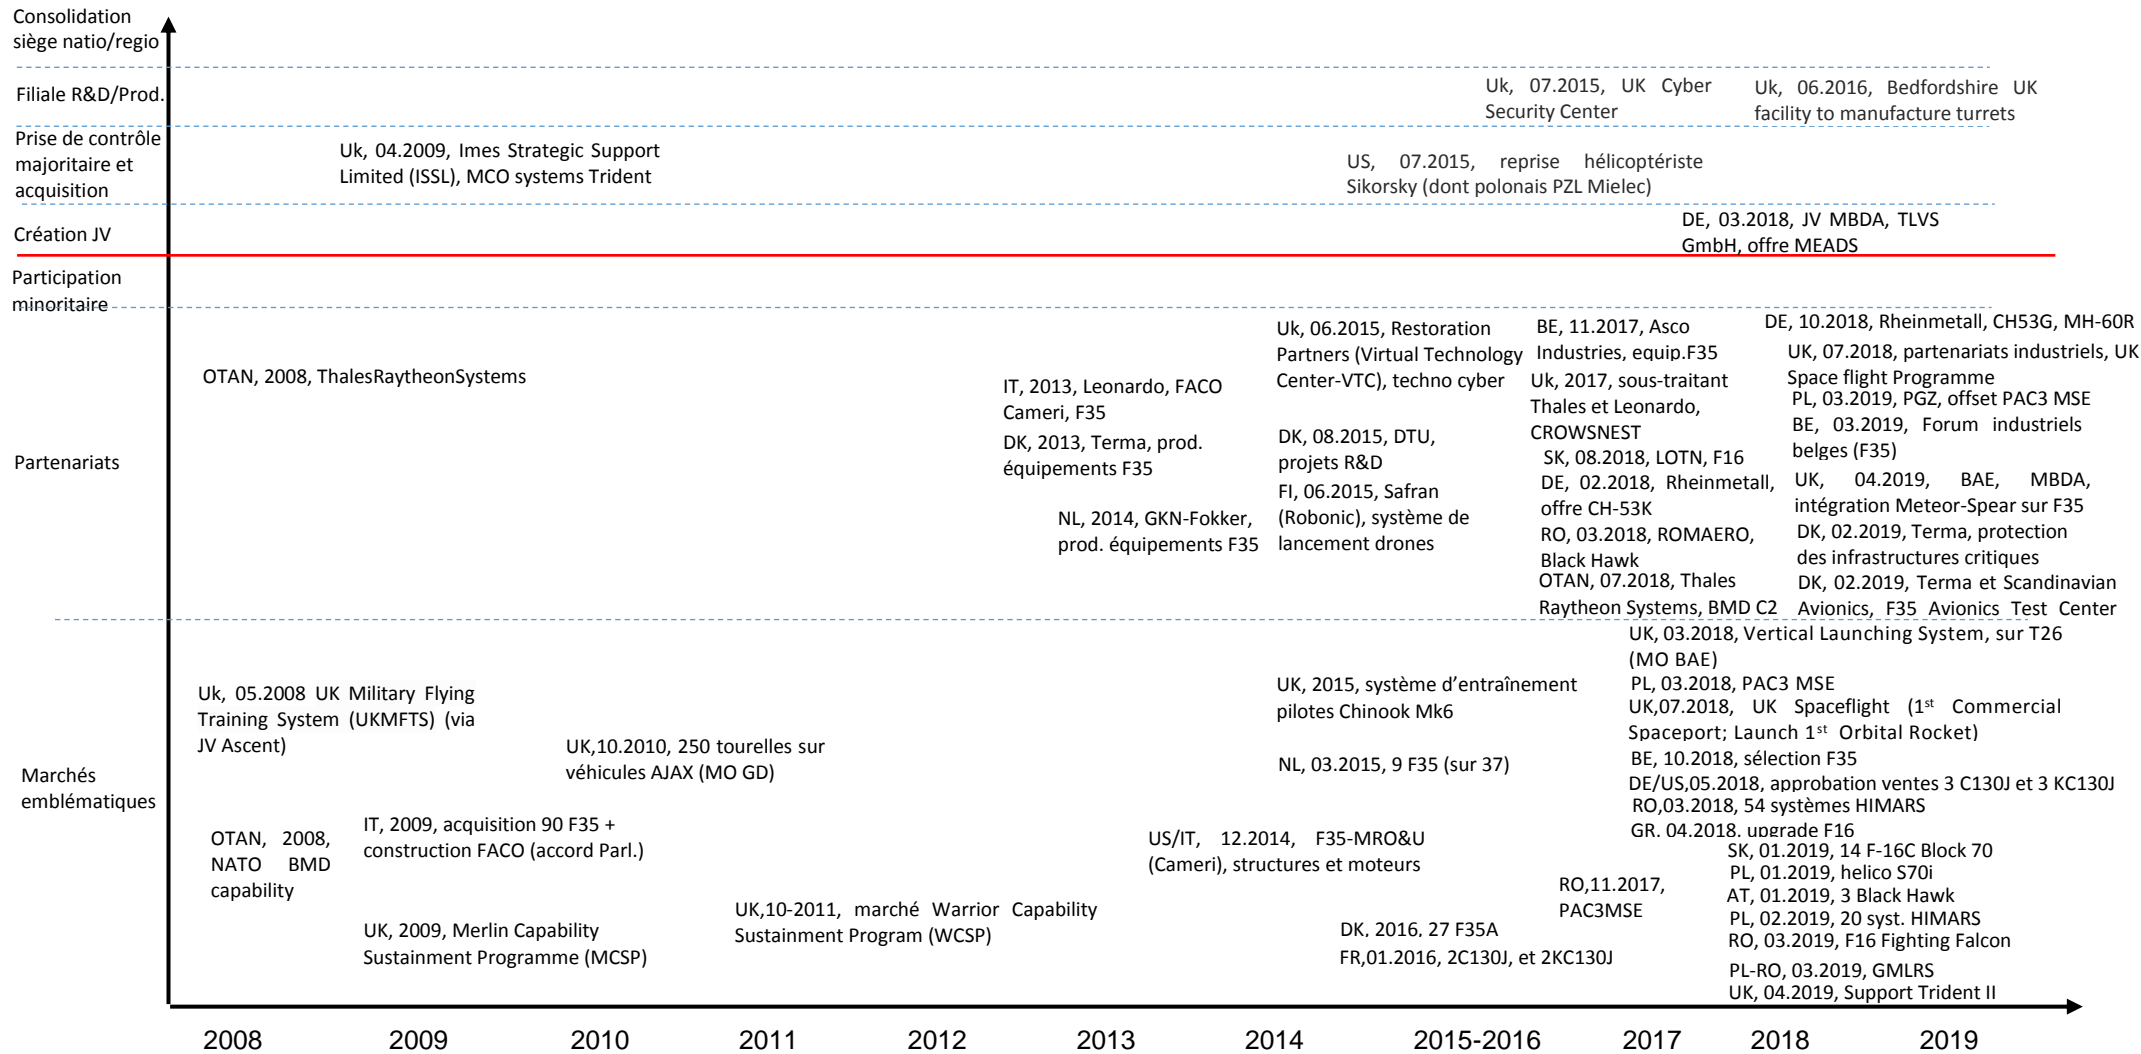 Consolidation
siège natio/regio
Filiale R&D/Prod.
Uk, 07.2015, UK Cyber
Security Center
Uk, 06.2016, Bedfordshire UK
facility to manufacture turrets
Prise de contrôle
majoritaire et
acquisition
Uk, 04.2009, Imes Strategic Support
Limited (ISSL), MCO systems Trident
US, 07.2015, reprise hélicoptériste
Sikorsky (dont polonais PZL Mielec)
Création JV
DE, 03.2018, JV MBDA, TLVS
GmbH, offre MEADS
Participation
minoritaire
Partenariats
OTAN, 2008, ThalesRaytheonSystems
IT, 2013, Leonardo, FACO
Cameri, F35
DK, 2013, Terma, prod.
équipements F35
NL, 2014, GKN-Fokker,
prod. équipements F35
Uk, 06.2015, Restoration
Partners (Virtual Technology
Center-VTC), techno cyber
DK, 08.2015, DTU,
projets R&D
FI, 06.2015, Safran
(Robonic), système de
lancement drones
BE, 11.2017, Asco
Industries, equip.F35
Uk, 2017, sous-traitant
Thales et Leonardo,
CROWSNEST
SK, 08.2018, LOTN, F16
DE, 02.2018, Rheinmetall,
offre CH-53K
RO, 03.2018, ROMAERO,
Black Hawk
OTAN, 07.2018, Thales
Raytheon Systems, BMD C2
DE, 10.2018, Rheinmetall, CH53G, MH-60R
UK, 07.2018, partenariats industriels, UK
Space flight Programme
PL, 03.2019, PGZ, offset PAC3 MSE
BE, 03.2019, Forum industriels
belges (F35)
UK, 04.2019, BAE, MBDA,
intégration Meteor-Spear sur F35
DK, 02.2019, Terma, protection
des infrastructures critiques
DK, 02.2019, Terma et Scandinavian
Avionics, F35 Avionics Test Center
Marchés
emblématiques
Uk, 05.2008 UK Military Flying
Training System (UKMFTS) (via
JV Ascent)
OTAN, 2008,
NATO BMD
capability
IT, 2009, acquisition 90 F35 +
construction FACO (accord Parl.)
UK, 2009, Merlin Capability
Sustainment Programme (MCSP)
UK,10.2010, 250 tourelles sur
véhicules AJAX (MO GD)
UK,10-2011, marché Warrior Capability
Sustainment Program (WCSP)
US/IT, 12.2014, F35-MRO&U
(Cameri), structures et moteurs
UK, 2015, système d’entraînement
pilotes Chinook Mk6
NL, 03.2015, 9 F35 (sur 37)
DK, 2016, 27 F35A
FR,01.2016, 2C130J, et 2KC130J
RO,11.2017,
PAC3MSE
UK, 03.2018, Vertical Launching System, sur T26
(MO BAE)
PL, 03.2018, PAC3 MSE
UK,07.2018, UK Spaceflight (1st Commercial
Spaceport; Launch 1st Orbital Rocket)
BE, 10.2018, sélection F35
DE/US,05.2018, approbation ventes 3 C130J et 3 KC130J
RO,03.2018, 54 systèmes HIMARS
GR, 04.2018, upgrade F16
SK, 01.2019, 14 F-16C Block 70
PL, 01.2019, helico S70i
AT, 01.2019, 3 Black Hawk
PL, 02.2019, 20 syst. HIMARS
RO, 03.2019, F16 Fighting Falcon
PL-RO, 03.2019, GMLRS
UK, 04.2019, Support Trident II
2008 2009 2010 2011 2012 2013 2014 2015-2016 2017 2018 2019